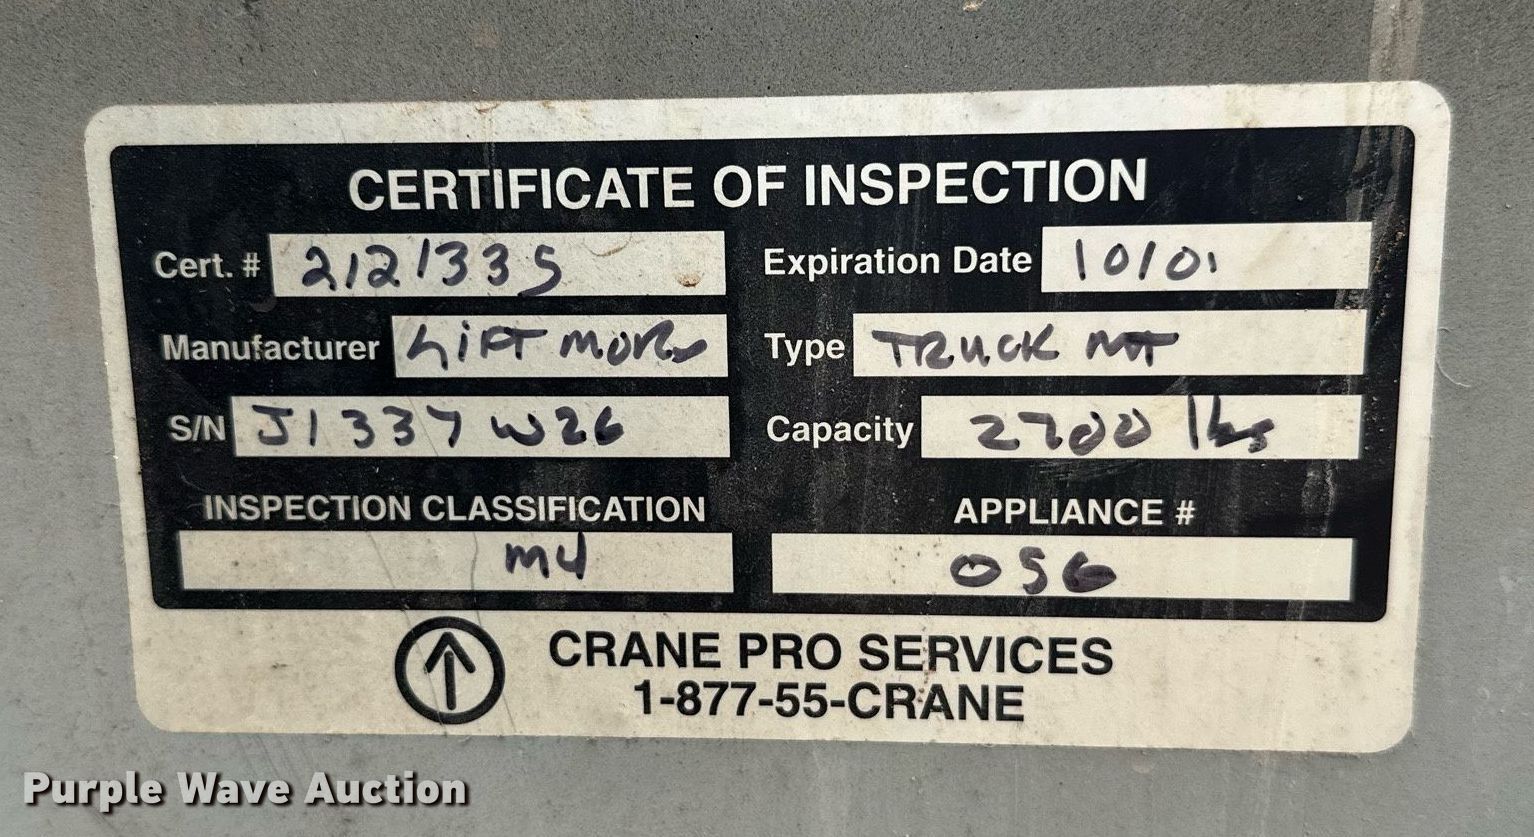 CERTIFICATE OF INSPECTION
Cert. # 2121335 Expiration Date 10/01
Manufacturer LIFT MORE Type TRUCK MT
S/N J1337W26 Capacity 2700 lbs
INSPECTION CLASSIFICATION APPLIANCE #
M4 056
CRANE PRO SERVICES
1-877-55-CRANE
Purple Wave Auction